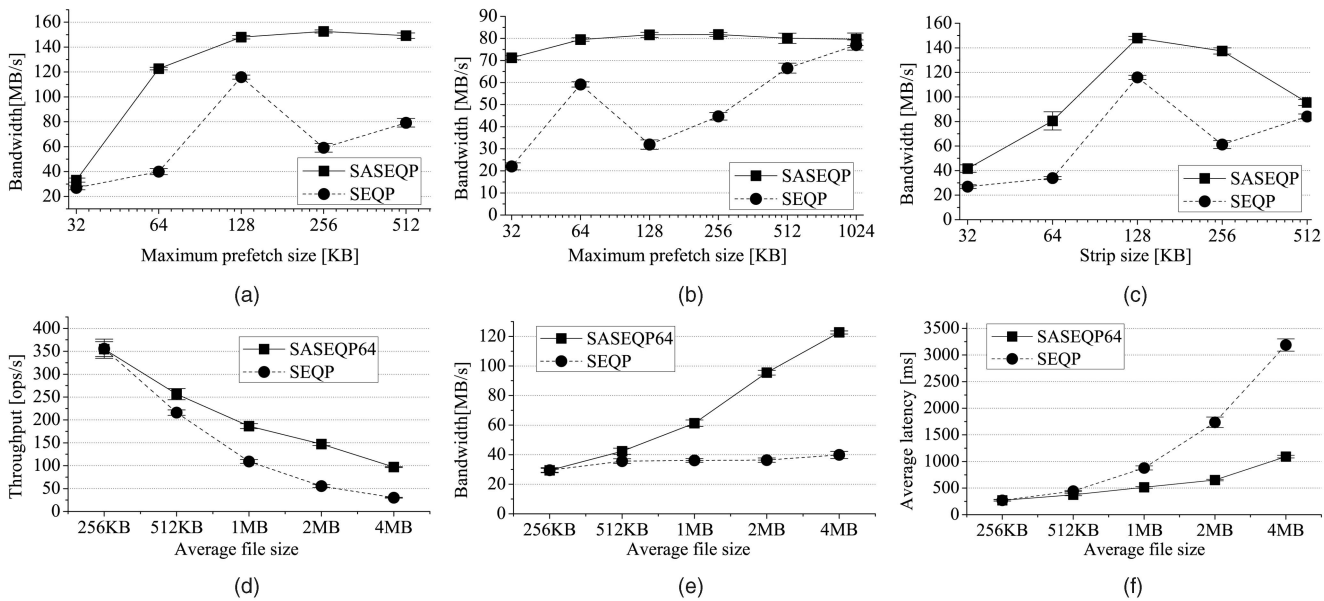 160
140
120
100
80
60
40
20
Bandwidth[MB/s]
SASEQP
SEQP
32 64 128 256 512
Maximum prefetch size [KB]
(a)
90
80
70
60
50
40
30
20
10
0
Bandwidth [MB/s]
SASEQP
SEQP
32 64 128 256 512 1024
Maximum prefetch size [KB]
(b)
160
140
120
100
80
60
40
20
0
Bandwidth [MB/s]
SASEQP
SEQP
32 64 128 256 512
Strip size [KB]
(c)
400
350
300
250
200
150
100
50
0
Throughput [ops/s]
SASEQP64
SEQP
256KB 512KB 1MB 2MB 4MB
Average file size
(d)
120
100
80
60
40
20
0
Bandwidth[MB/s]
SASEQP64
SEQP
256KB 512KB 1MB 2MB 4MB
Average file size
(e)
3500
3000
2500
2000
1500
1000
500
0
Average latency [ms]
SASEQP64
SEQP
256KB 512KB 1MB 2MB 4MB
Average file size
(f)